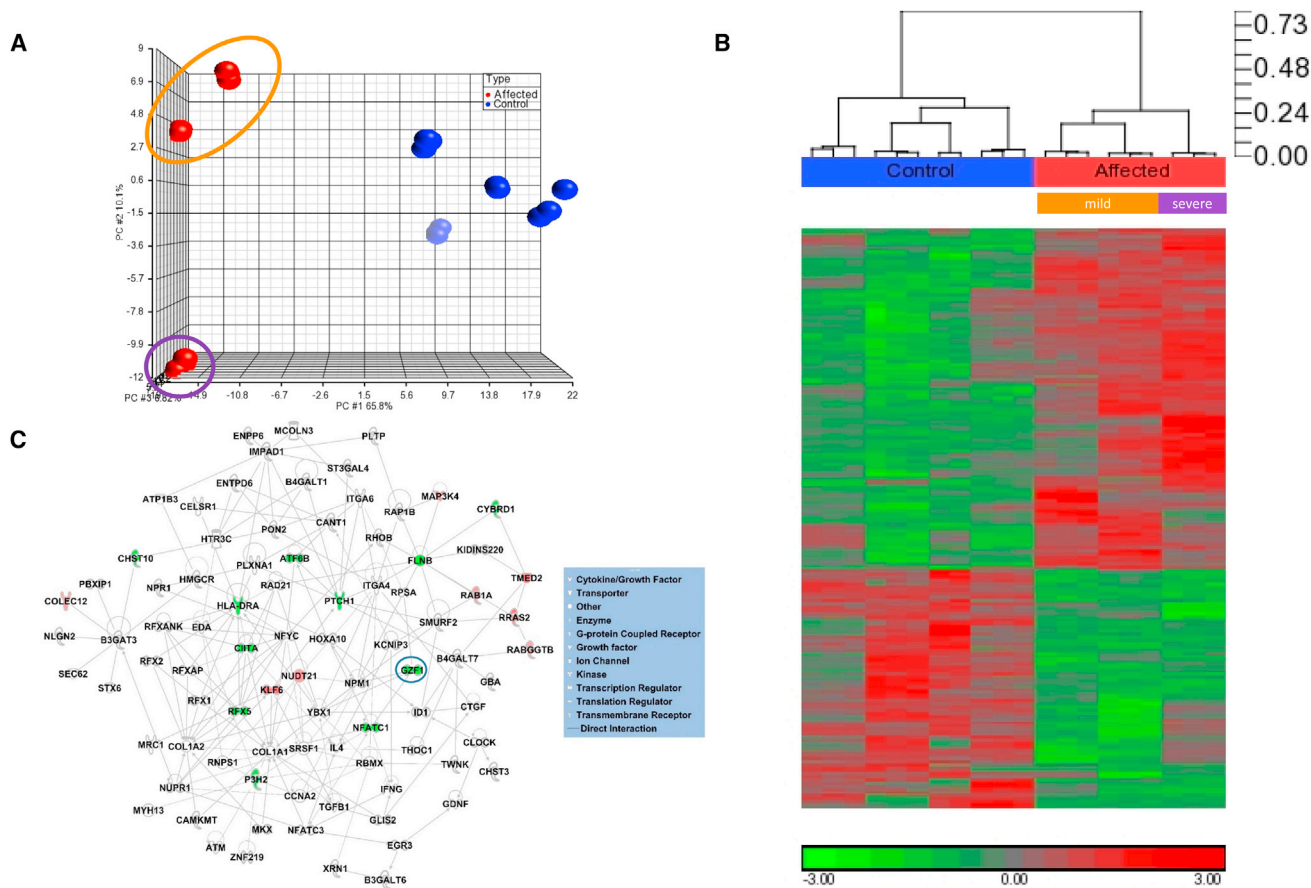 A
9
6.9
4.8
2.7
0.6
-1.5
-3.6
-5.7
-7.8
-9.9
-12
PC #2 10.1%
Type
Affected
Control
PC #3 6.82%
-10.8
-6.7
-2.6
1.5
5.6
9.7
13.8
17.9
22
PC #1 65.8%
B
0.73
0.48
0.24
0.00
Control
Affected
mild
severe
-3.00
0.00
3.00
C
MCOLN3
ENPP6
PLTP
IMPAD1
ST3GAL4
ENTPD6
B4GALT1
ITGA6
MAP3K4
ATP1B3
CELSR1
RAP1B
CYBRD1
CANT1
PON2
HTR3C
RHOB
KIDINS220
CHST10
ATF6B
FLNB
PLXNA1
TMED2
PBXIP1
NPR1
HMGCR
RAD21
ITGA4
RPSA
RAB1A
COLEC12
HLA-DRA
PTCH1
RRAS2
RFXANK
EDA
SMURF2
NLGN2
B3GAT3
NFYC
HOXA10
KCNIP3
RABGGTB
CIITA
B4GALT7
RFX2
RFXAP
GZF1
SEC62
NUDT21
GBA
STX6
KLF6
NPM1
RFX1
RFX5
YBX1
ID1
CTGF
NFATC1
MRC1
COL1A2
COL1A1
SRSF1
IL4
THOC1
CLOCK
RNPS1
RBMX
TWNK
CHST3
NUPR1
P3H2
IFNG
CCNA2
MYH13
TGFB1
GDNF
CAMKMT
GLIS2
MKX
NFATC3
ATM
EGR3
ZNF219
XRN1
B3GALT6
Cytokine/Growth Factor
Transporter
Other
Enzyme
G-protein Coupled Receptor
Growth factor
Ion Channel
Kinase
Transcription Regulator
Translation Regulator
Transmembrane Receptor
Direct Interaction